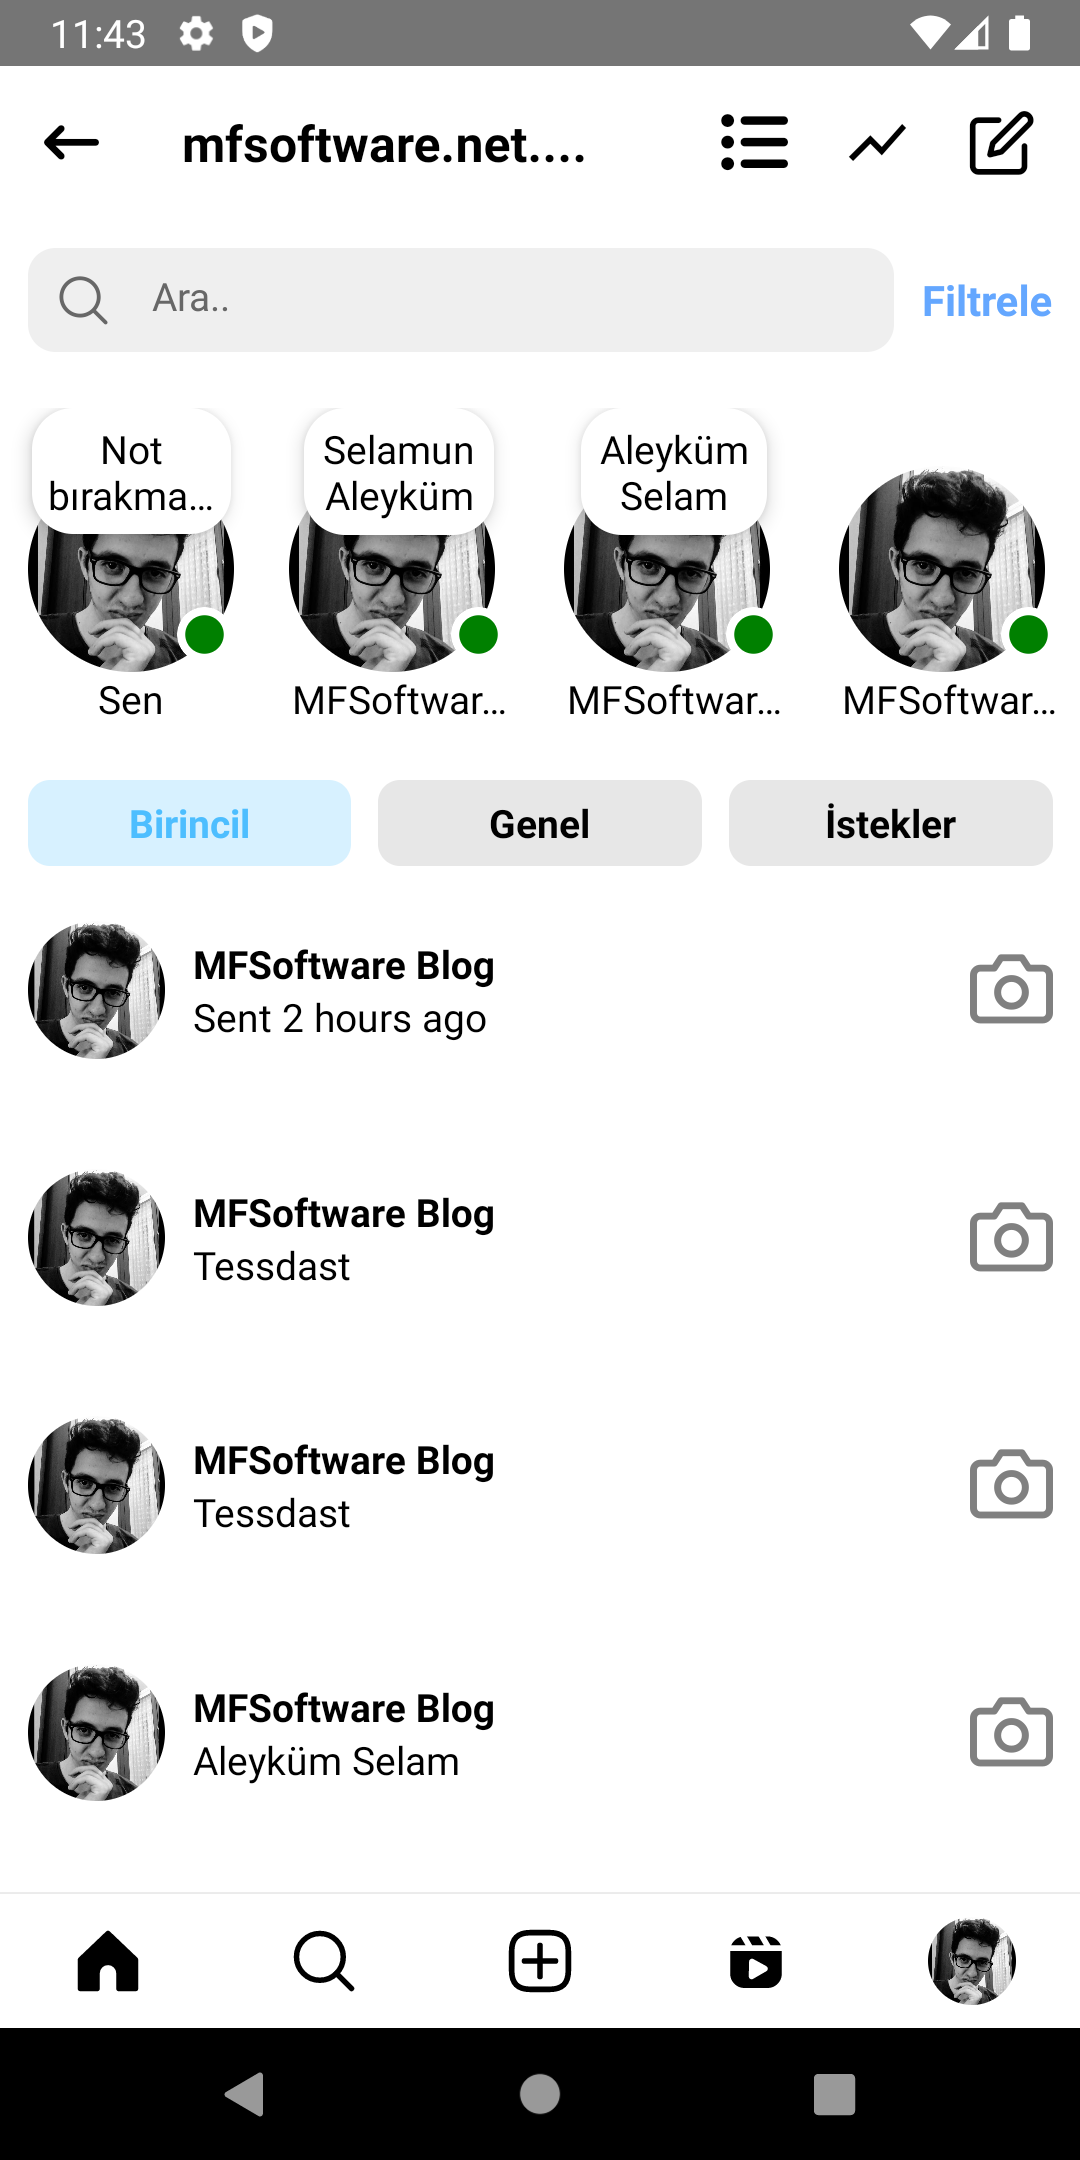 11:43
mfsoftware.net....
Ara..
Filtrele
Not
bırakma...
Selamun
Aleyküm
Aleyküm
Selam
Sen
MFSoftwar...
MFSoftwar...
MFSoftwar...
Birincil
Genel
İstekler
MFSoftware Blog
Sent 2 hours ago
MFSoftware Blog
Tessdast
MFSoftware Blog
Tessdast
MFSoftware Blog
Aleyküm Selam